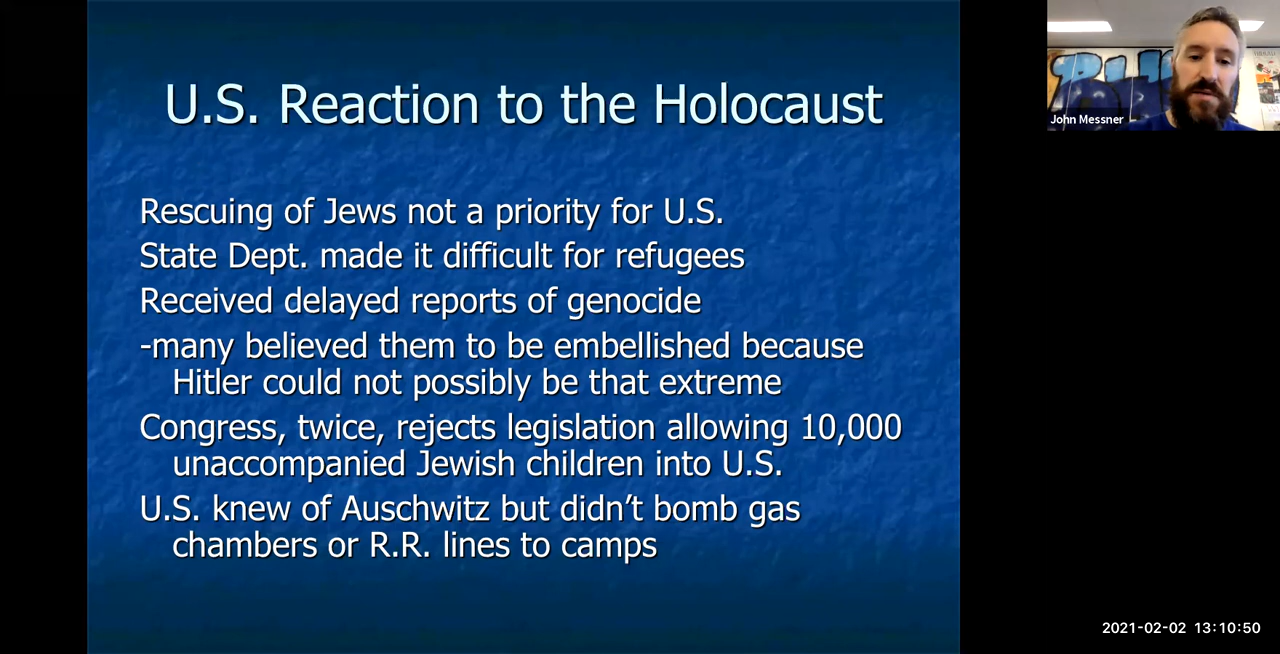 U.S. Reaction to the Holocaust
Rescuing of Jews not a priority for U.S.
State Dept. made it difficult for refugees
Received delayed reports of genocide
-many believed them to be embellished because
Hitler could not possibly be that extreme
Congress, twice, rejects legislation allowing 10,000
unaccompanied Jewish children into U.S.
U.S. knew of Auschwitz but didn’t bomb gas
chambers or R.R. lines to camps
John Messner
2021-02-02 13:10:50